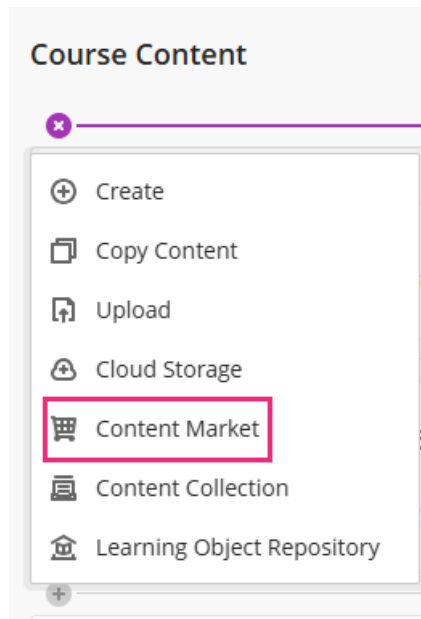 Course Content
Create
Copy Content
Upload
Cloud Storage
Content Market
Content Collection
Learning Object Repository